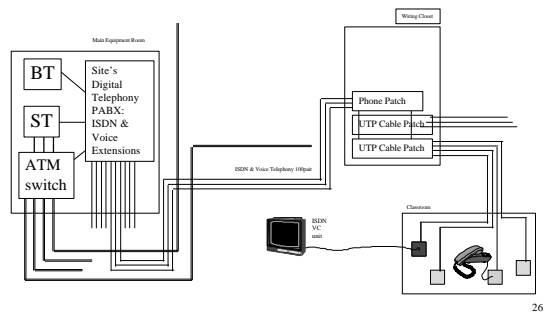 Wiring Closet
Main Equipment Room
BT
ST
ATM
switch
Site's
Digital
Telephony
PABX:
ISDN &
Voice
Extensions
Phone Patch
UTP Cable Patch
UTP Cable Patch
ISDN & Voice Telephony 100pair
ISDN
VC
unit
Classroom
26